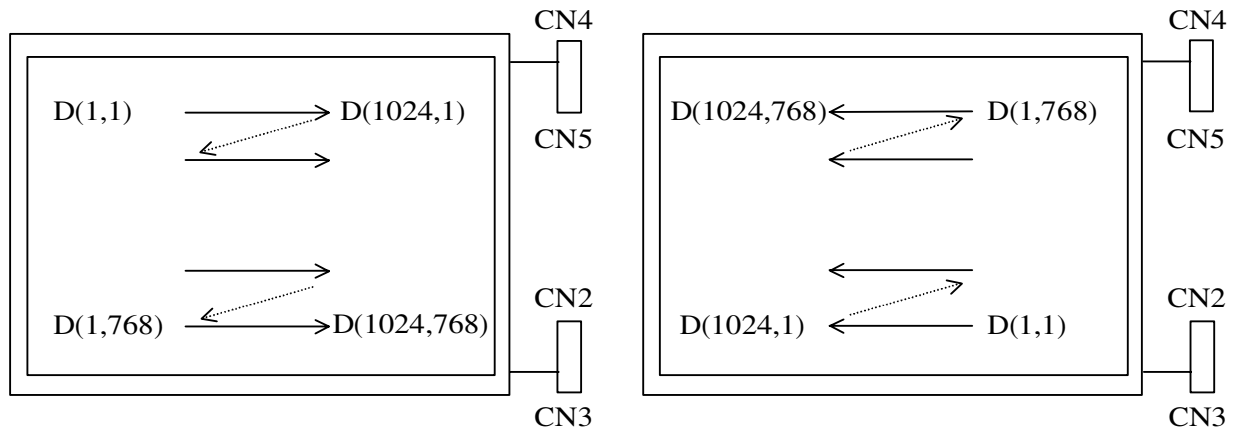 CN4
D(1,1) D(1024,1)
CN5
CN2
D(1,768) D(1024,768)
CN3
CN4
D(1024,768) D(1,768)
CN5
CN2
D(1024,1) D(1,1)
CN3